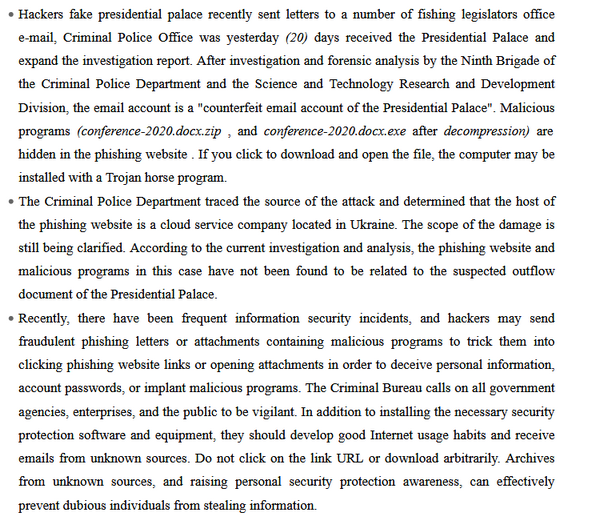 • Hackers fake presidential palace recently sent letters to a number of fishing legislators office
e-mail, Criminal Police Office was yesterday (20) days received the Presidential Palace and
expand the investigation report. After investigation and forensic analysis by the Ninth Brigade of
the Criminal Police Department and the Science and Technology Research and Development
Division, the email account is a "counterfeit email account of the Presidential Palace". Malicious
programs (conference-2020.docx.zip , and conference-2020.docx.exe after decompression) are
hidden in the phishing website . If you click to download and open the file, the computer may be
installed with a Trojan horse program.
• The Criminal Police Department traced the source of the attack and determined that the host of
the phishing website is a cloud service company located in Ukraine. The scope of the damage is
still being clarified. According to the current investigation and analysis, the phishing website and
malicious programs in this case have not been found to be related to the suspected outflow
document of the Presidential Palace.
• Recently, there have been frequent information security incidents, and hackers may send
fraudulent phishing letters or attachments containing malicious programs to trick them into
clicking phishing website links or opening attachments in order to deceive personal information,
account passwords, or implant malicious programs. The Criminal Bureau calls on all government
agencies, enterprises, and the public to be vigilant. In addition to installing the necessary security
protection software and equipment, they should develop good Internet usage habits and receive
emails from unknown sources. Do not click on the link URL or download arbitrarily. Archives
from unknown sources, and raising personal security protection awareness, can effectively
prevent dubious individuals from stealing information.